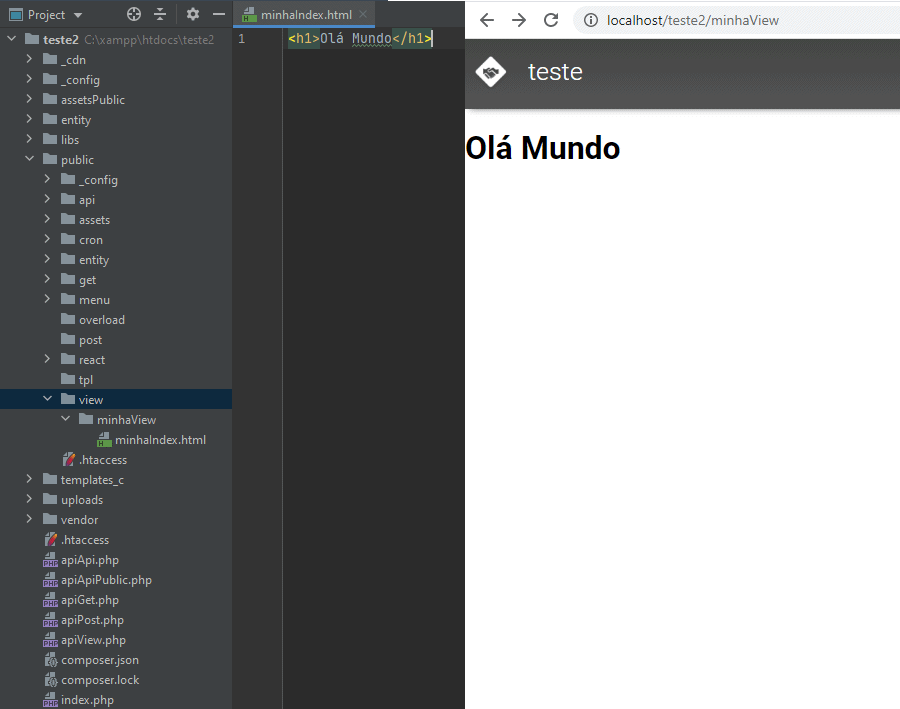 Project
teste2 C:\xampp\htdocs\teste2
_cdn
_config
assetsPublic
entity
libs
public
_config
api
assets
cron
entity
get
menu
overload
post
react
tpl
view
minhaView
minhaIndex.html
.htaccess
templates_c
uploads
vendor
.htaccess
apiApi.php
apiApiPublic.php
apiGet.php
apiPost.php
apiView.php
composer.json
composer.lock
index.php
minhaIndex.html
1 <h1>Olá Mundo</h1>
localhost/teste2/minhaView
teste
Olá Mundo